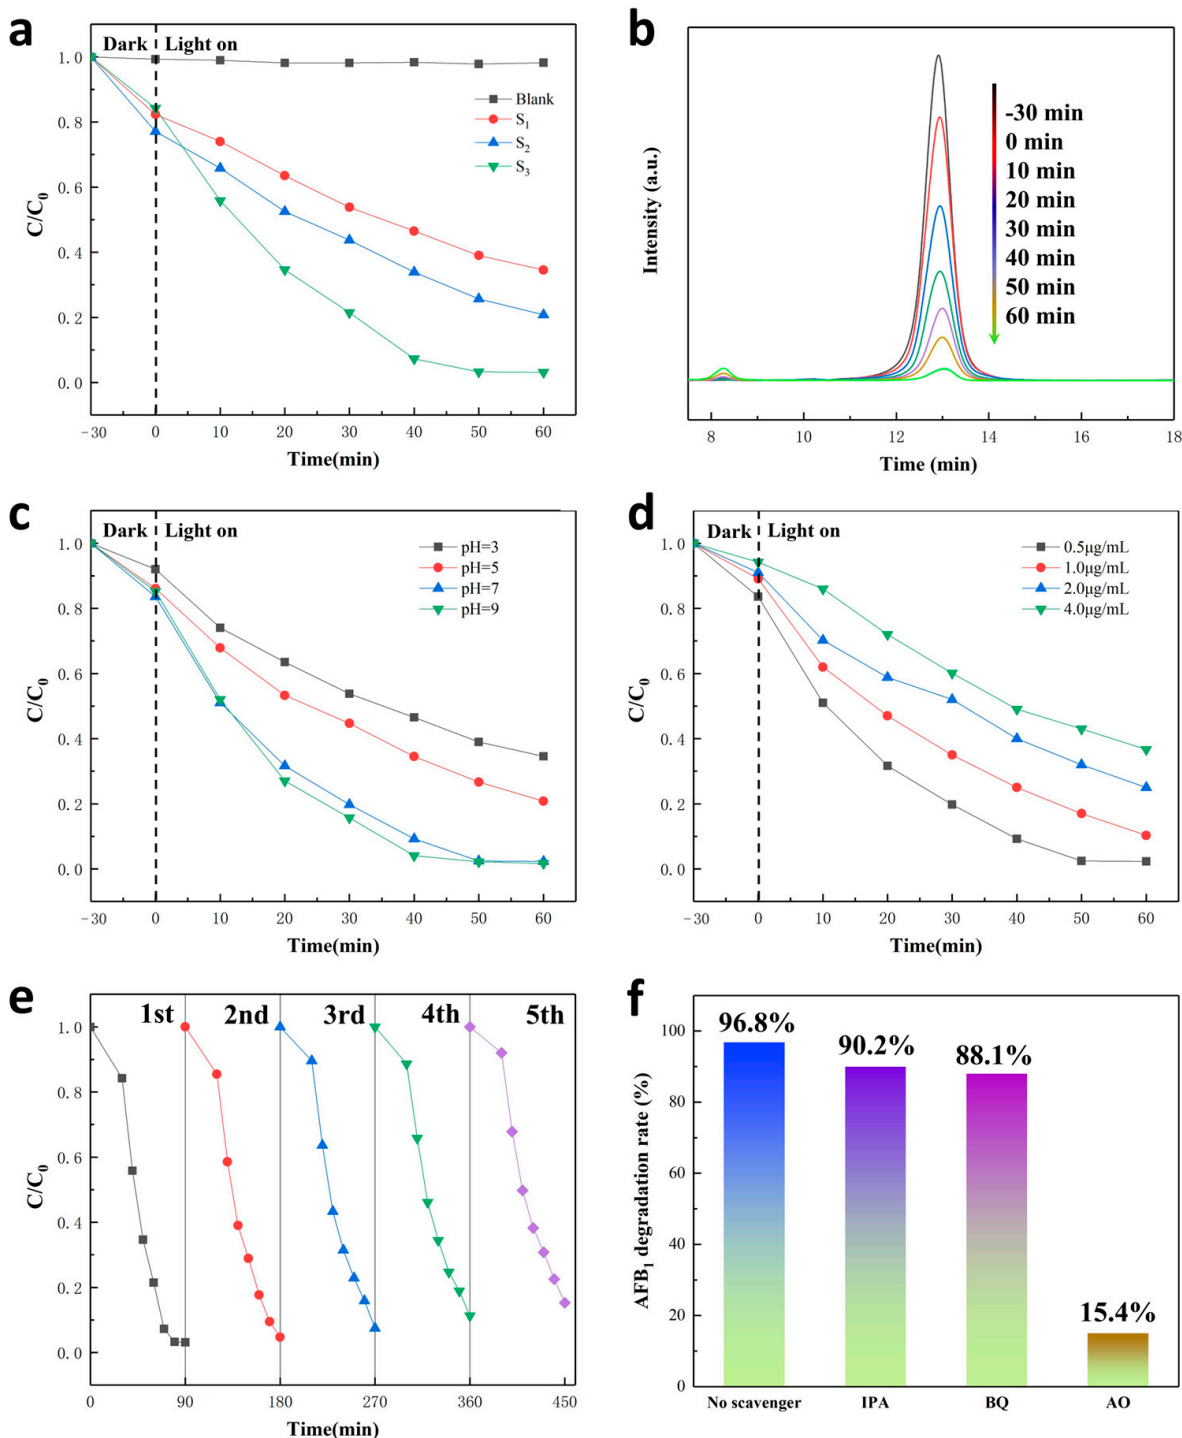 a
Dark Light on
Blank
S₁
S₂
S₃
1.0
0.8
0.6
0.4
0.2
0.0
C/C₀
-30 0 10 20 30 40 50 60
Time(min)
b
-30 min
0 min
10 min
20 min
30 min
40 min
50 min
60 min
Intensity (a.u.)
8 10 12 14 16 18
Time (min)
c
Dark Light on
pH=3
pH=5
pH=7
pH=9
1.0
0.8
0.6
0.4
0.2
0.0
C/C₀
-30 0 10 20 30 40 50 60
Time(min)
d
Dark Light on
0.5μg/mL
1.0μg/mL
2.0μg/mL
4.0μg/mL
1.0
0.8
0.6
0.4
0.2
0.0
C/C₀
-30 0 10 20 30 40 50 60
Time(min)
e
1st 2nd 3rd 4th 5th
1.0
0.8
0.6
0.4
0.2
0.0
C/C₀
0 90 180 270 360 450
Time(min)
f
96.8%
90.2%
88.1%
15.4%
100
80
60
40
20
0
AFB₁ degradation rate (%)
No scavenger IPA BQ AO